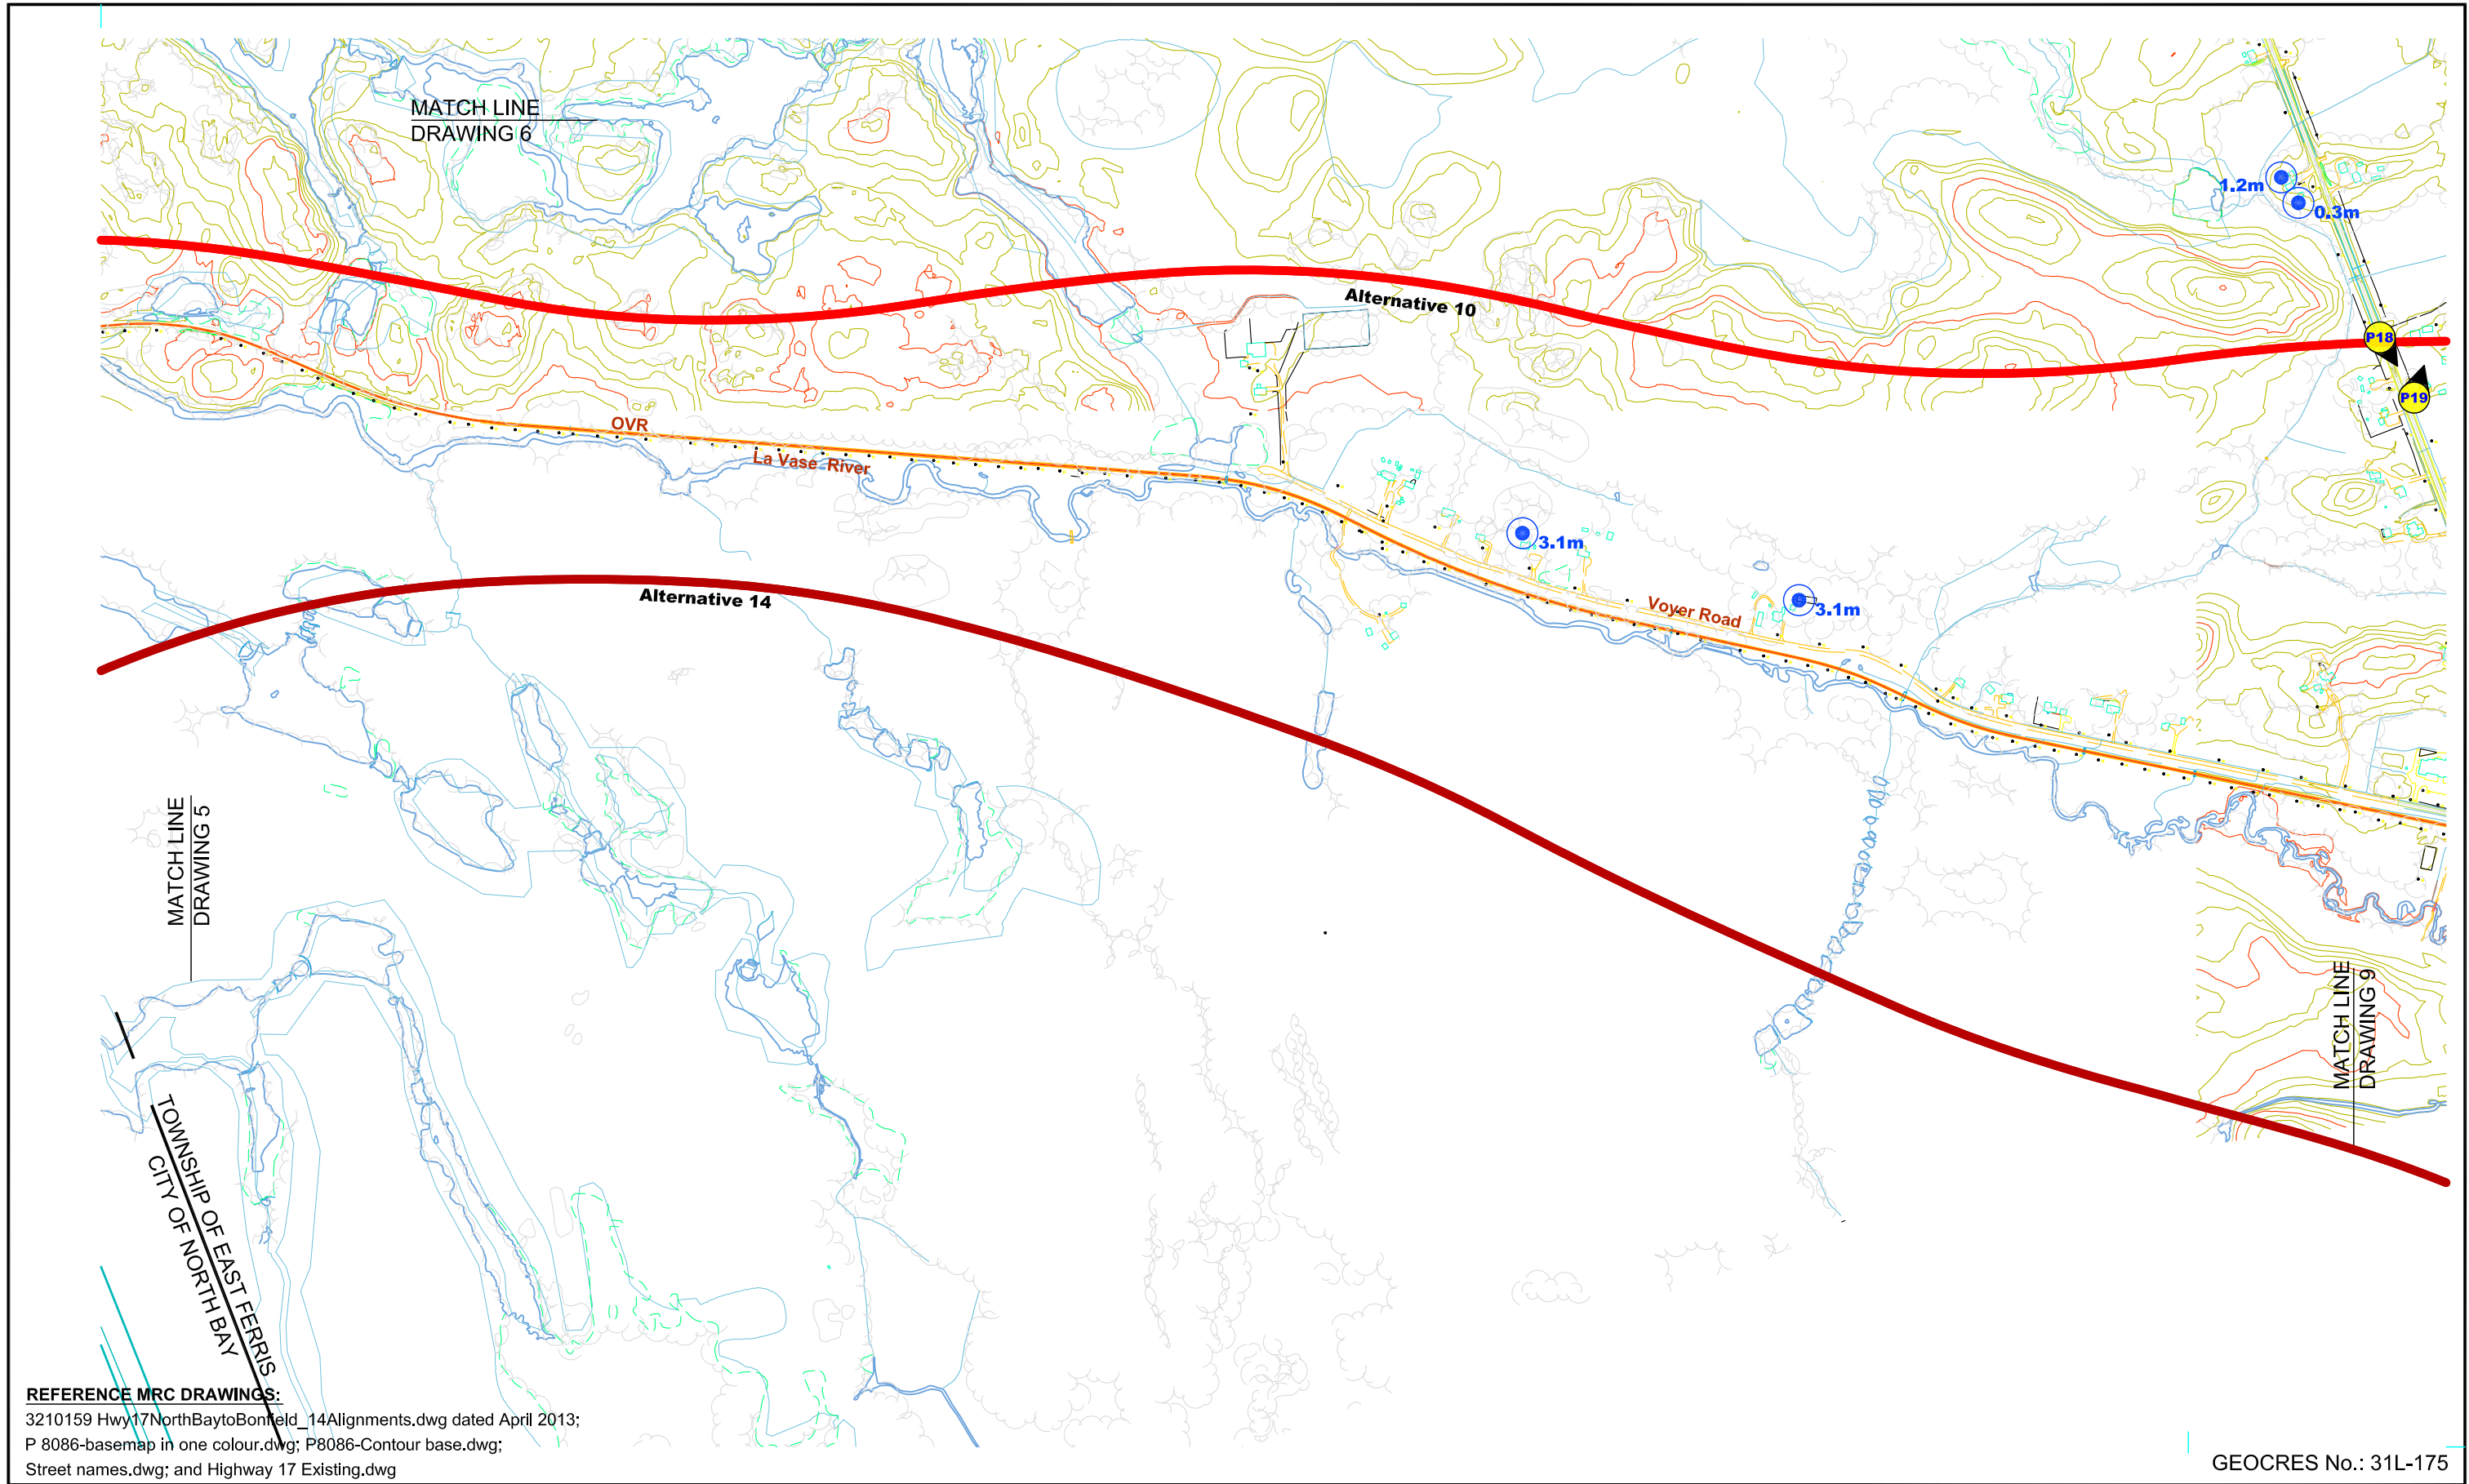 MATCH LINE
DRAWING 6
1.2m
0.3m
Alternative 10
P18
P19
OVR
La Vase River
3.1m
3.1m
Alternative 14
Voyer Road
MATCH LINE
DRAWING 5
MATCH LINE
DRAWING 9
TOWNSHIP OF EAST FERRIS
CITY OF NORTH BAY
REFERENCE MRC DRAWINGS:
3210159 Hwy17NorthBaytoBonfield_14Alignments.dwg dated April 2013;
P 8086-basemap in one colour.dwg; P8086-Contour base.dwg;
Street names.dwg; and Highway 17 Existing.dwg
GEOCRES No.: 31L-175